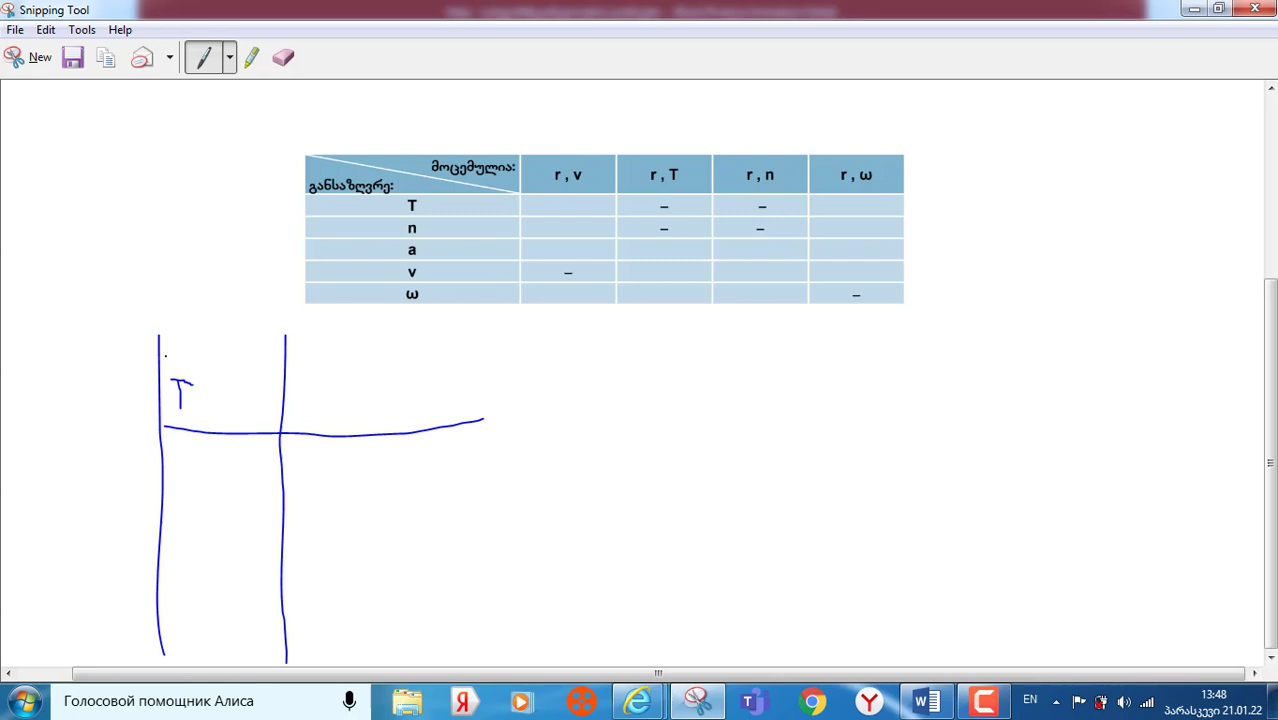 Snipping Tool
File Edit Tools Help
New
მოცემულია:
განსაზღვრე:
r , v r , T r , n r , ω
T – –
n – –
a
v –
ω –
T
Голосовой помощник Алиса
EN
13:48
პარასკევი 21.01.22